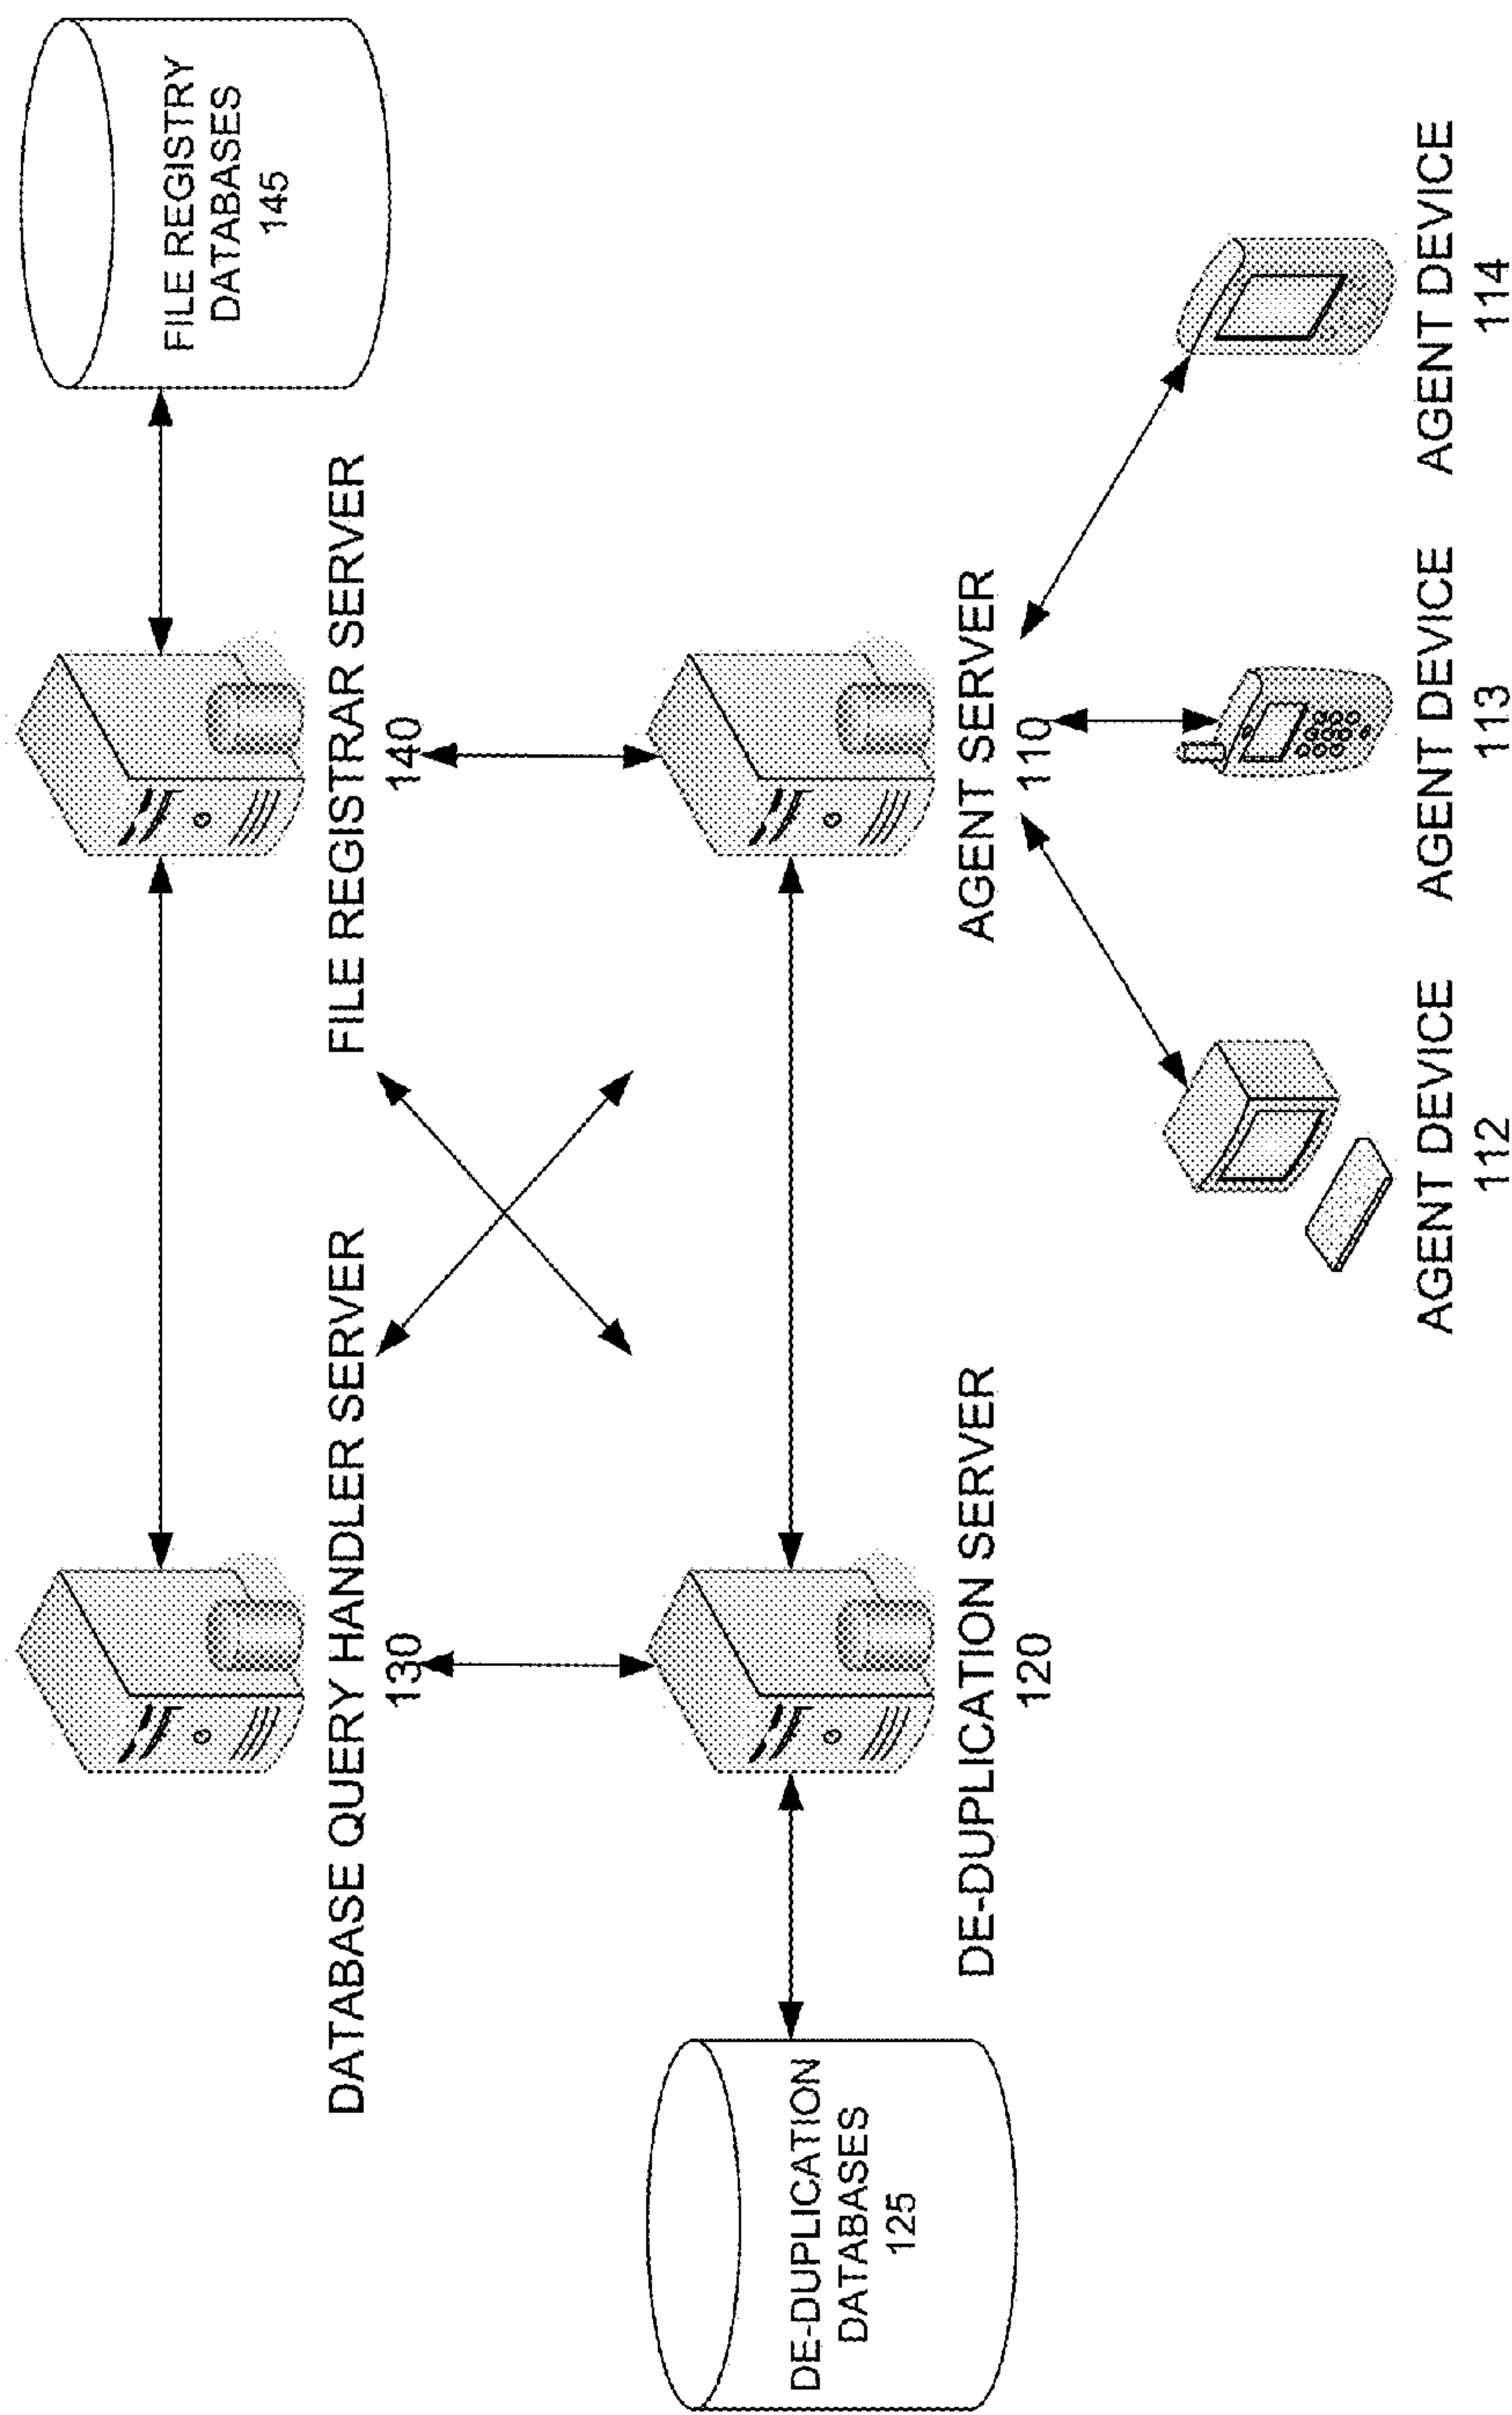 FILE REGISTRY
DATABASES
145
DATABASE QUERY HANDLER SERVER
130
FILE REGISTRAR SERVER
140
DE-DUPLICATION
DATABASES
125
DE-DUPLICATION SERVER
120
AGENT SERVER
110
AGENT DEVICE
112
AGENT DEVICE
113
AGENT DEVICE
114